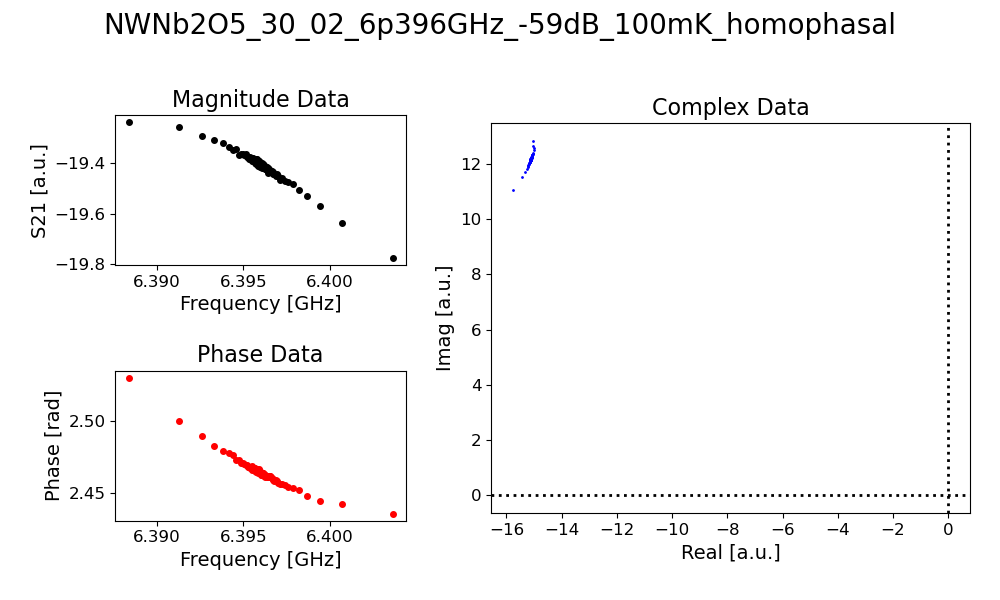 NWNb2O5_30_02_6p396GHz_-59dB_100mK_homophasal
Magnitude Data
S21 [a.u.]
−19.4
−19.6
−19.8
6.390
6.395
6.400
Frequency [GHz]
Phase Data
Phase [rad]
2.50
2.45
6.390
6.395
6.400
Frequency [GHz]
Complex Data
Imag [a.u.]
12
10
8
6
4
2
0
−16
−14
−12
−10
−8
−6
−4
−2
0
Real [a.u.]